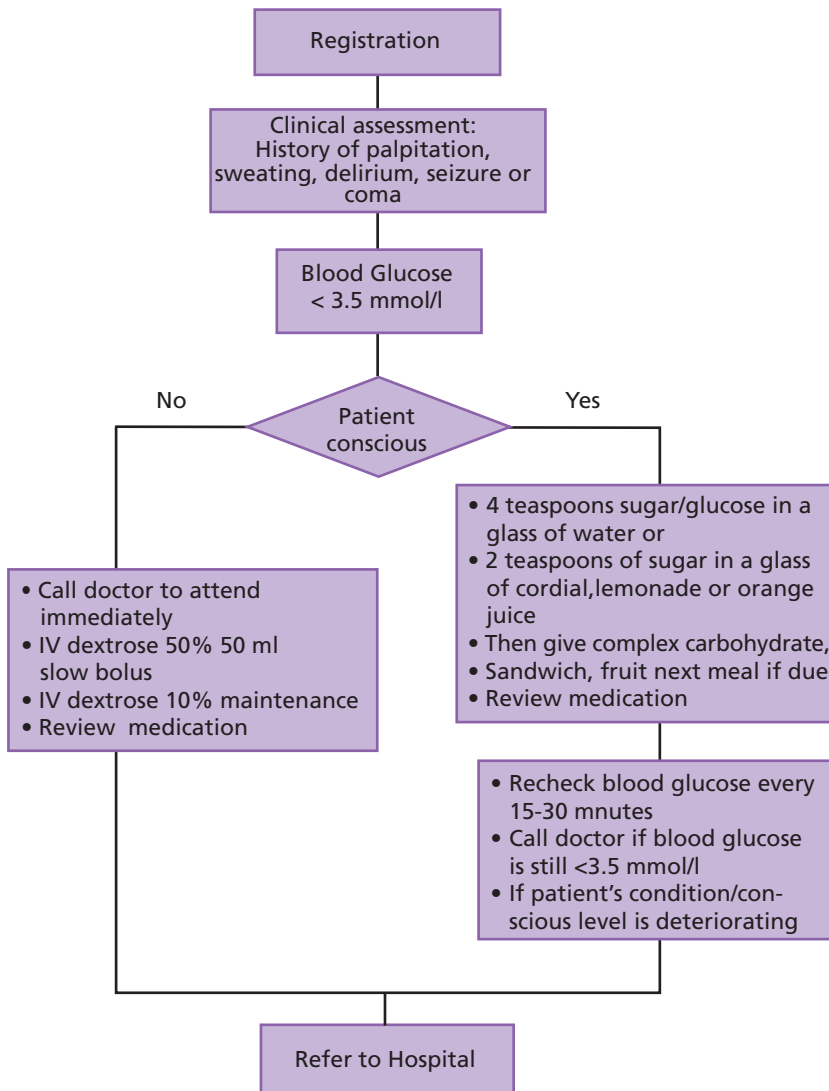 Registration
Clinical assessment:
History of palpitation,
sweating, delirium, seizure or
coma
Blood Glucose
< 3.5 mmol/l
Patient
conscious
No
Yes
• Call doctor to attend
immediately
• IV dextrose 50% 50 ml
slow bolus
• IV dextrose 10% maintenance
• Review medication
• 4 teaspoons sugar/glucose in a
glass of water or
• 2 teaspoons of sugar in a glass
of cordial,lemonade or orange
juice
• Then give complex carbohydrate,
• Sandwich, fruit next meal if due
• Review medication
• Recheck blood glucose every
15-30 mnutes
• Call doctor if blood glucose
is still <3.5 mmol/l
• If patient’s condition/con-
scious level is deteriorating
Refer to Hospital